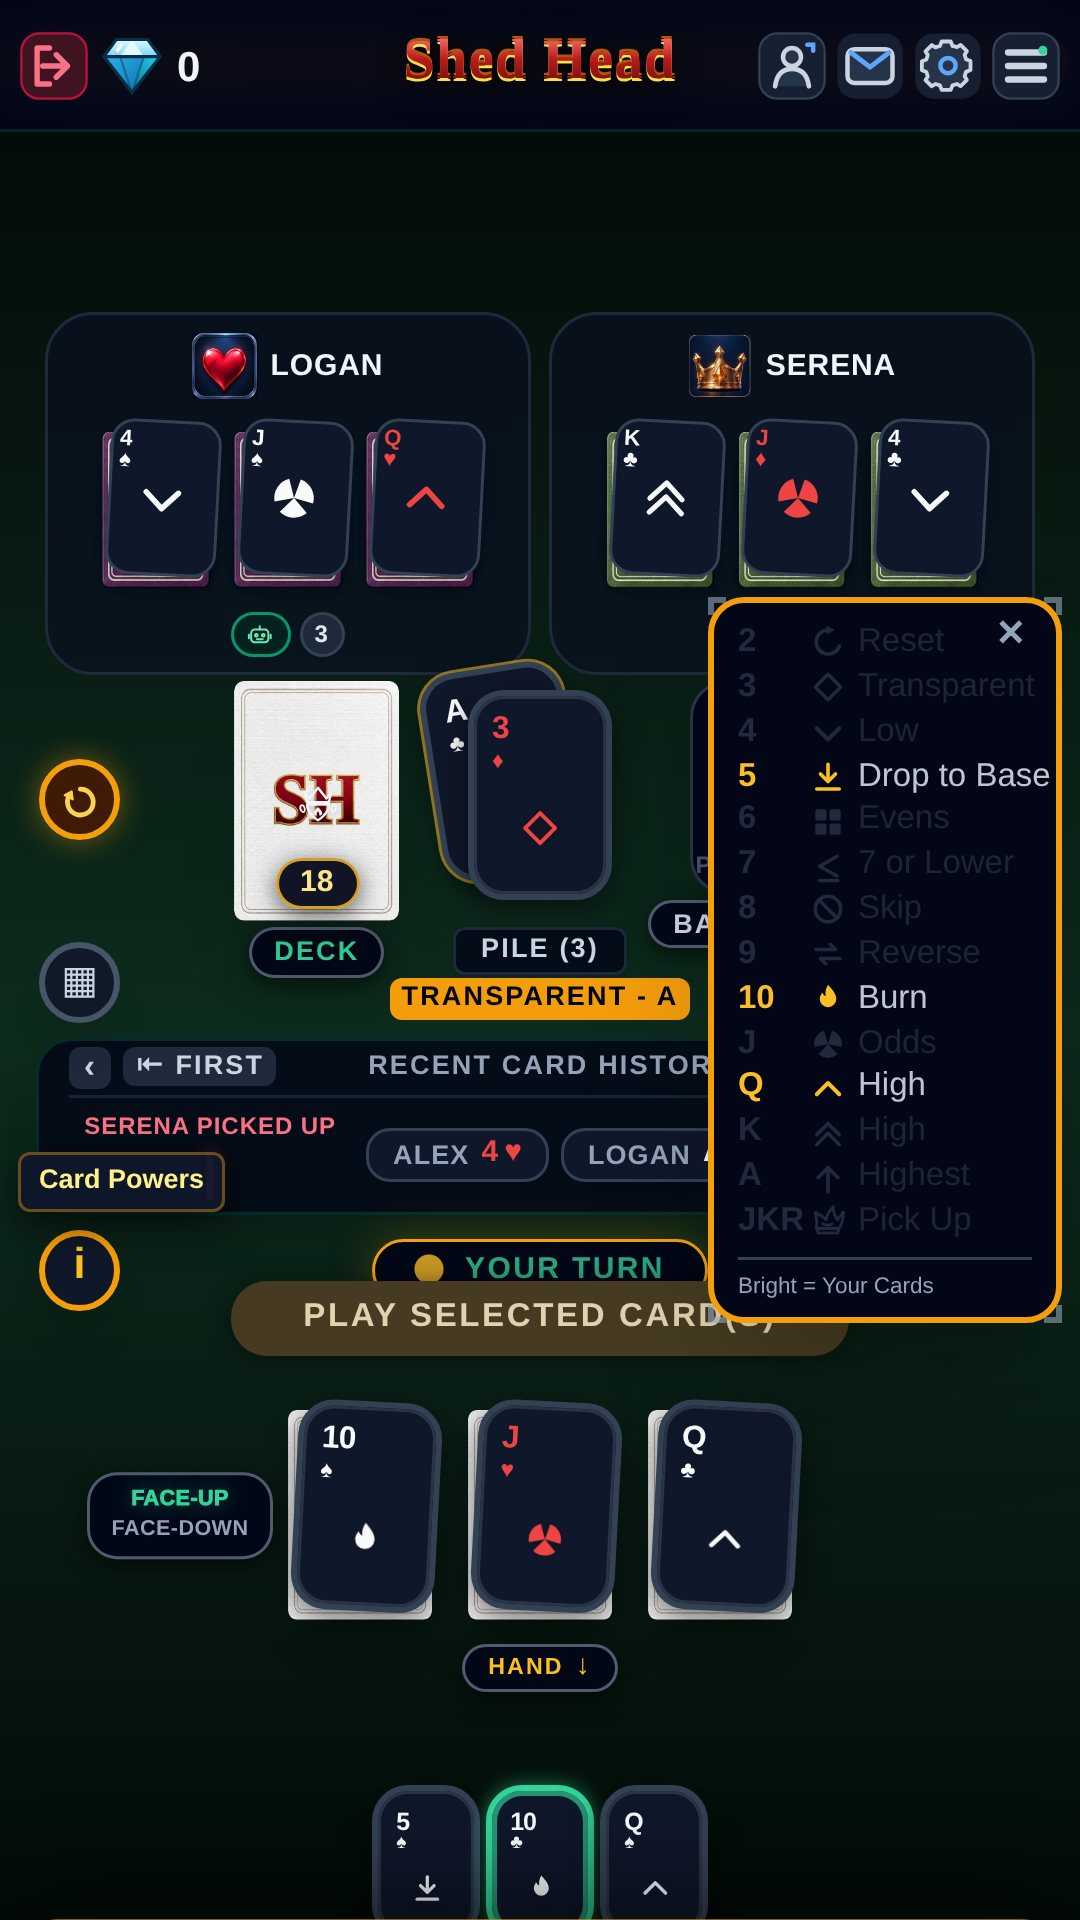 0
Shed Head
LOGAN
SERENA
4
J
Q
K
J
4
3
2 Reset
3 Transparent
4 Low
5 Drop to Base
6 Evens
7 7 or Lower
8 Skip
9 Reverse
10 Burn
J Odds
Q High
K High
A Highest
JKR Pick Up
Bright = Your Cards
A
3
SH
18
DECK
PILE (3)
TRANSPARENT - A
P
BA
FIRST
RECENT CARD HISTOR
SERENA PICKED UP
ALEX 4♥
LOGAN
Card Powers
i
YOUR TURN
PLAY SELECTED CARD(S)
10
J
Q
FACE-UP
FACE-DOWN
HAND ↓
5
10
Q